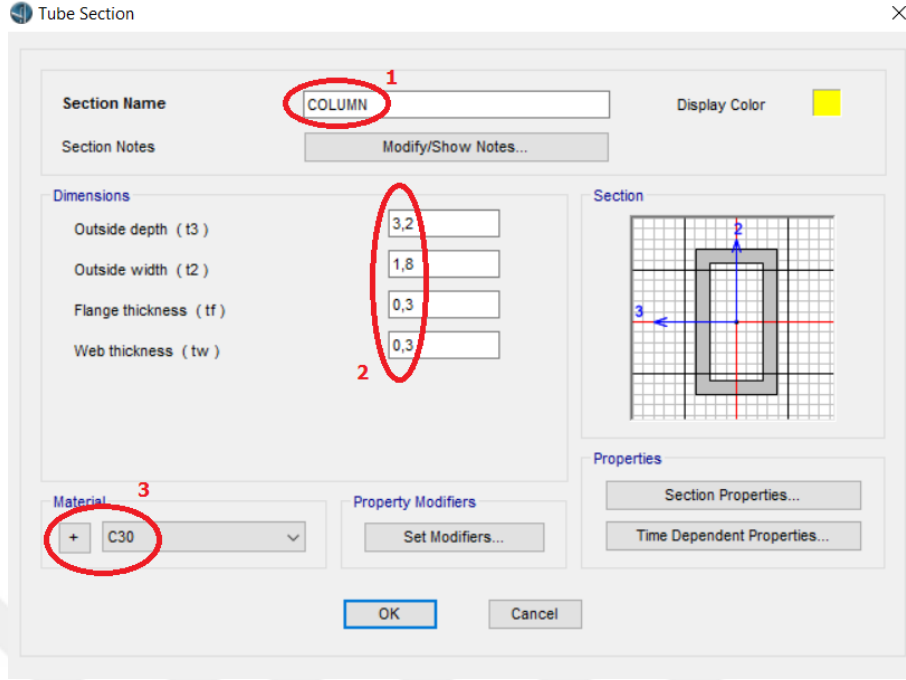 Tube Section
1
Section Name COLUMN Display Color
Section Notes Modify/Show Notes...
Dimensions
Outside depth ( t3 ) 3,2
Outside width ( t2 ) 1,8
Flange thickness ( tf ) 0,3
Web thickness ( tw ) 0,3
2
Section
2
3
Properties
Section Properties...
Time Dependent Properties...
Material 3
+ C30
Property Modifiers
Set Modifiers...
OK Cancel